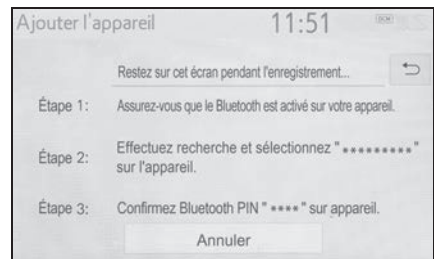 Ajouter l'appareil 11:51 DCM
Restez sur cet écran pendant l'enregistrement...
Étape 1: Assurez-vous que le Bluetooth est activé sur votre appareil.
Étape 2: Effectuez recherche et sélectionnez "*********"
sur l'appareil.
Étape 3: Confirmez Bluetooth PIN "****" sur appareil.
Annuler